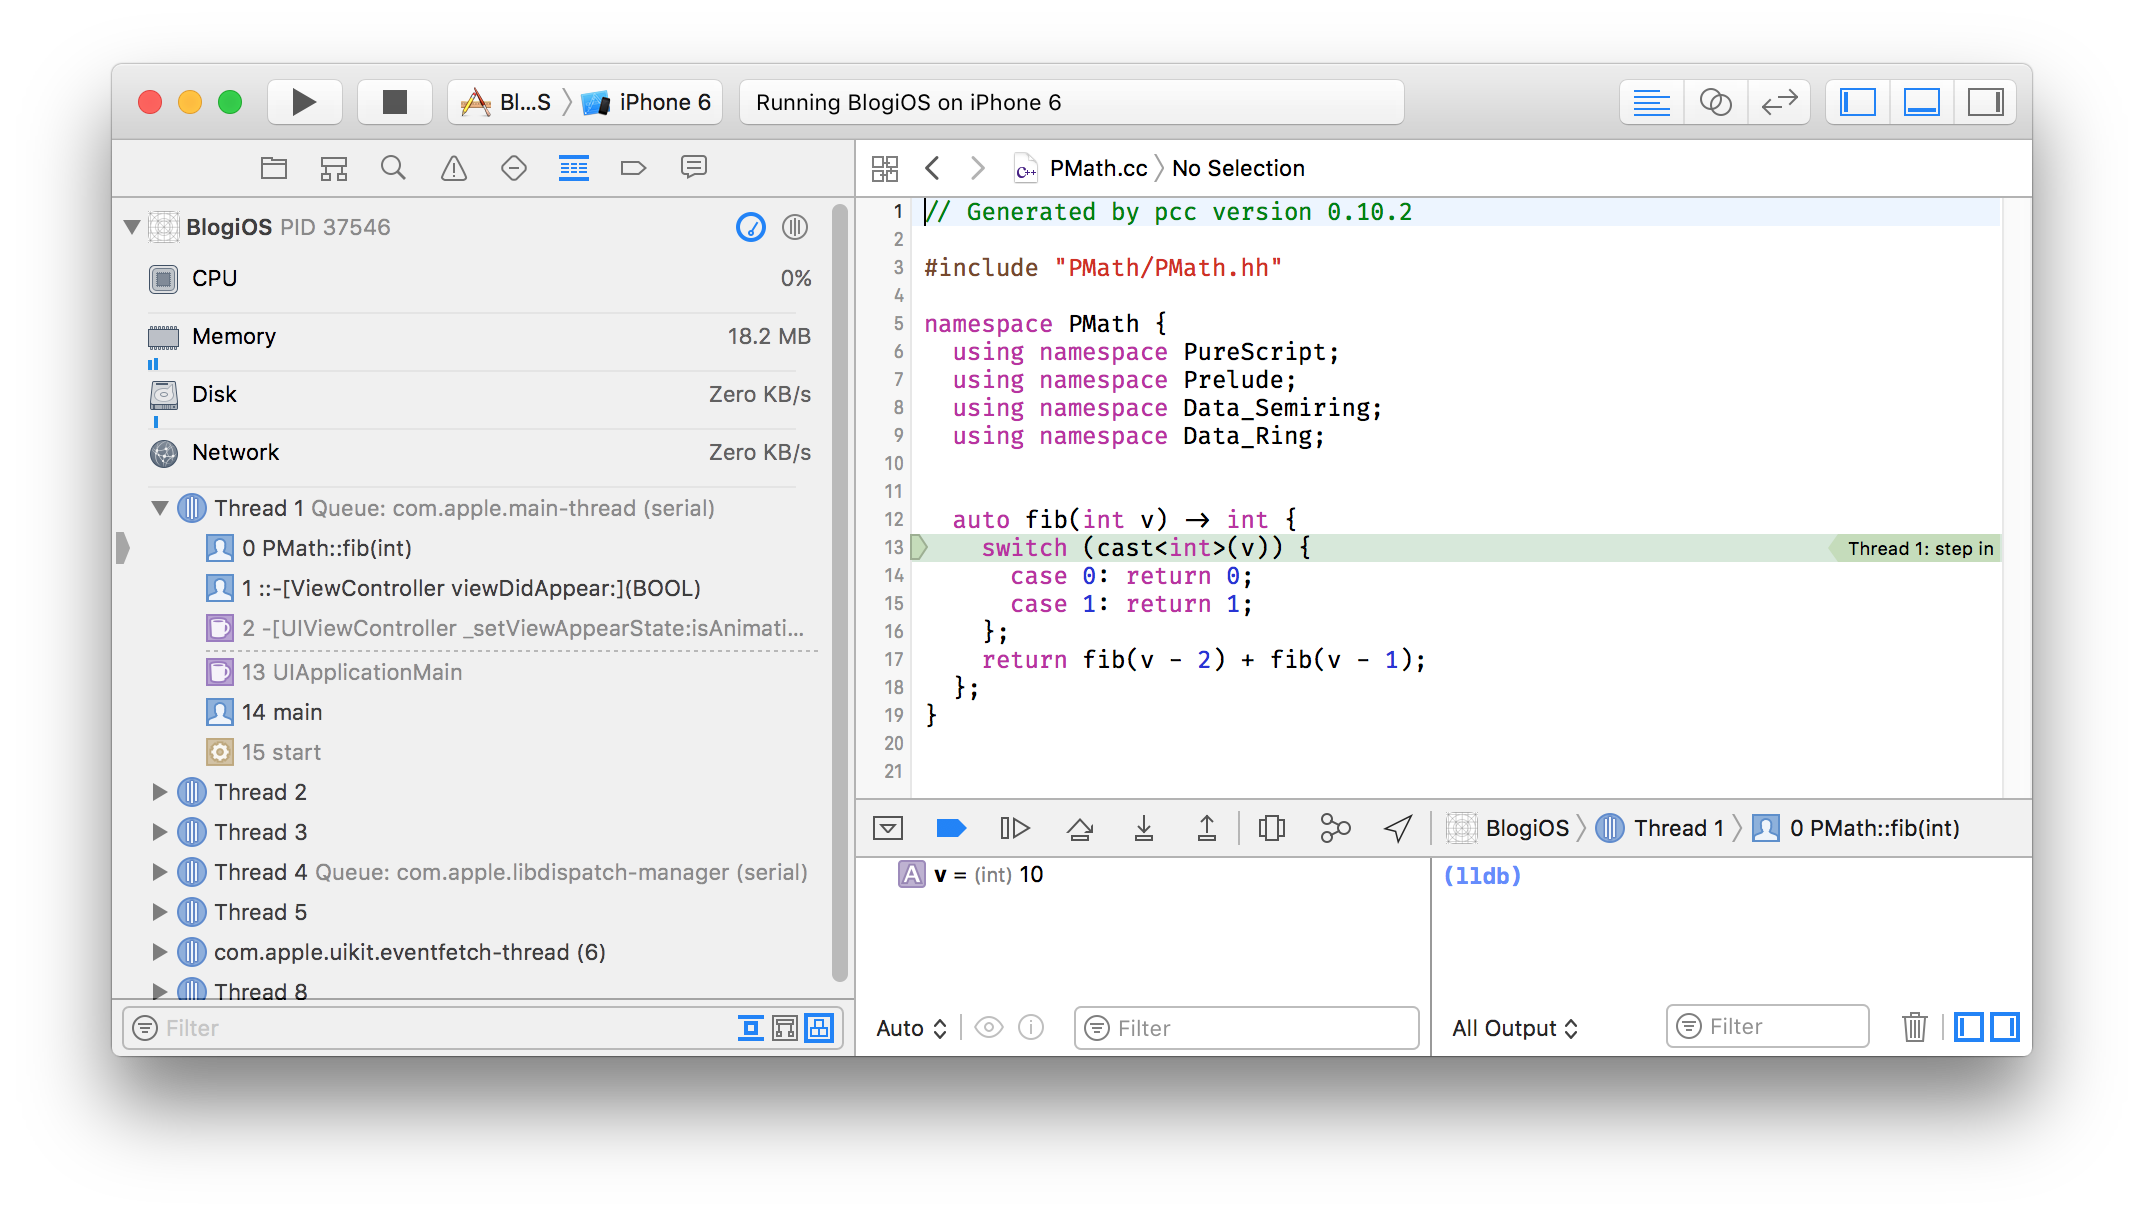 Bl...S iPhone 6 Running BlogiOS on iPhone 6
BlogiOS PID 37546
CPU 0%
Memory 18.2 MB
Disk Zero KB/s
Network Zero KB/s
Thread 1 Queue: com.apple.main-thread (serial)
0 PMath::fib(int)
1 ::-[ViewController viewDidAppear:](BOOL)
2 -[UIViewController _setViewAppearState:isAnimati...
13 UIApplicationMain
14 main
15 start
Thread 2
Thread 3
Thread 4 Queue: com.apple.libdispatch-manager (serial)
Thread 5
com.apple.uikit.eventfetch-thread (6)
Thread 8
Filter
C++ PMath.cc No Selection
1 // Generated by pcc version 0.10.2
2
3 #include "PMath/PMath.hh"
4
5 namespace PMath {
6 using namespace PureScript;
7 using namespace Prelude;
8 using namespace Data_Semiring;
9 using namespace Data_Ring;
10
11
12 auto fib(int v) -> int {
13 switch (cast<int>(v)) { Thread 1: step in
14 case 0: return 0;
15 case 1: return 1;
16 };
17 return fib(v - 2) + fib(v - 1);
18 };
19 }
20
21
BlogiOS Thread 1 0 PMath::fib(int)
A v = (int) 10
(lldb)
Auto Filter
All Output Filter